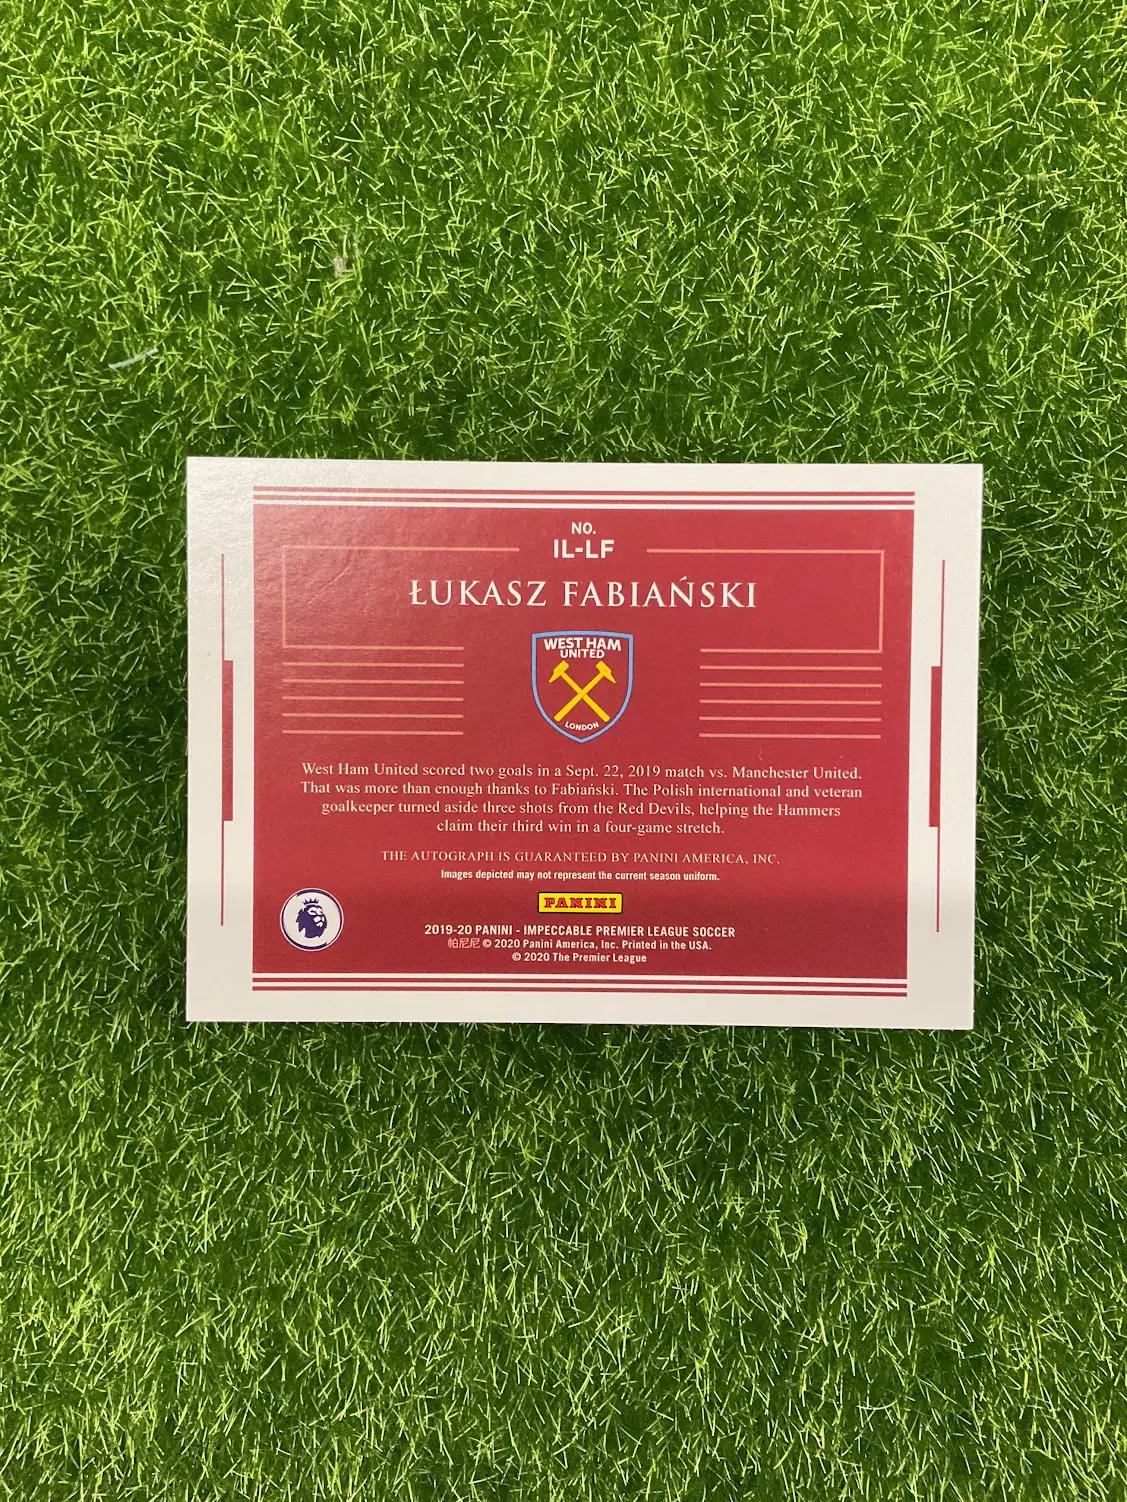 NO.
IL-LF
ŁUKASZ FABIAŃSKI
WEST HAM
UNITED
LONDON
West Ham United scored two goals in a Sept. 22, 2019 match vs. Manchester United.
That was more than enough thanks to Fabiański. The Polish international and veteran
goalkeeper turned aside three shots from the Red Devils, helping the Hammers
claim their third win in a four-game stretch.
THE AUTOGRAPH IS GUARANTEED BY PANINI AMERICA, INC.
Images depicted may not represent the current season uniform.
PANINI
2019-20 PANINI - IMPECCABLE PREMIER LEAGUE SOCCER
帕尼尼 © 2020 Panini America, Inc. Printed in the USA.
© 2020 The Premier League